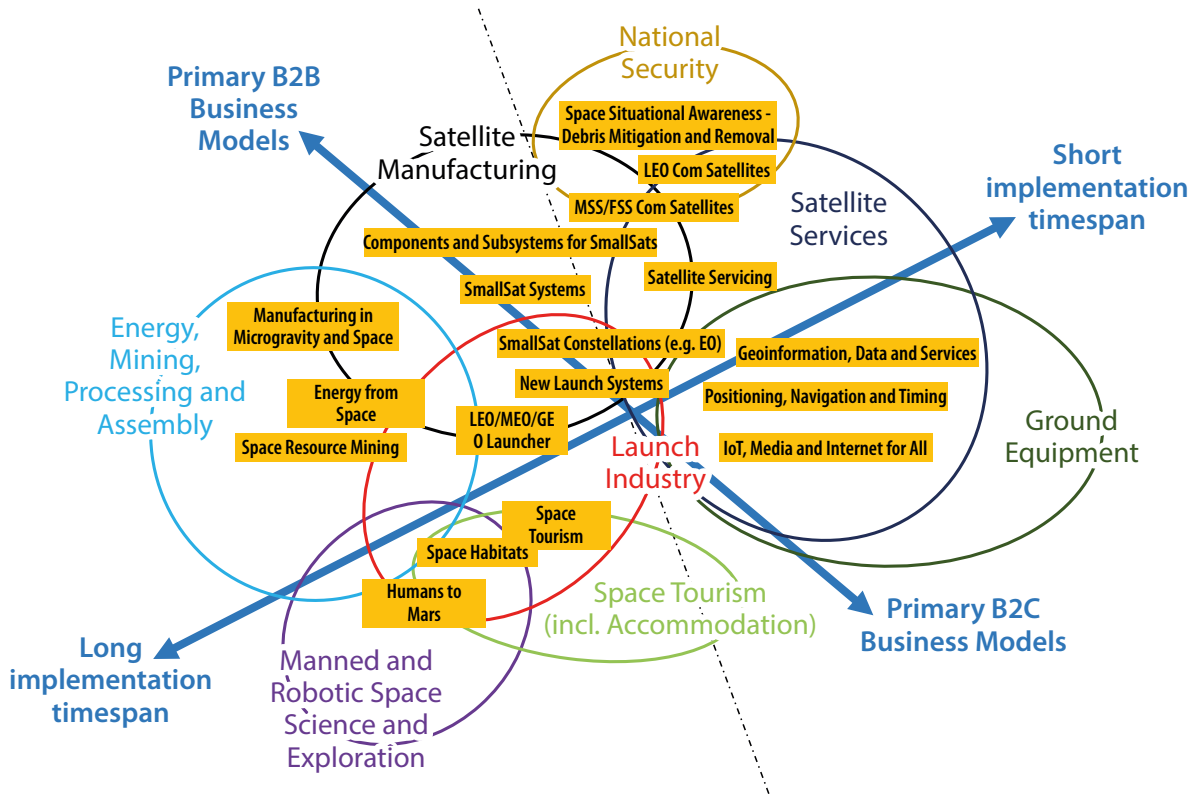 National
Security
Primary B2B
Business
Models
Space Situational Awareness -
Debris Mitigation and Removal
Satellite
Manufacturing
LEO Com Satellites
Short
implementation
timespan
MSS/FSS Com Satellites
Satellite
Services
Components and Subsystems for SmallSats
Satellite Servicing
SmallSat Systems
Energy,
Mining,
Processing and
Assembly
Manufacturing in
Microgravity and Space
SmallSat Constellations (e.g. EO)
Geoinformation, Data and Services
New Launch Systems
Energy from
Space
Positioning, Navigation and Timing
LEO/MEO/GE
O Launcher
Ground
Equipment
Space Resource Mining
Launch
Industry
IoT, Media and Internet for All
Space
Tourism
Space Habitats
Humans to
Mars
Space Tourism
(incl. Accommodation)
Primary B2C
Business Models
Long
implementation
timespan
Manned and
Robotic Space
Science and
Exploration